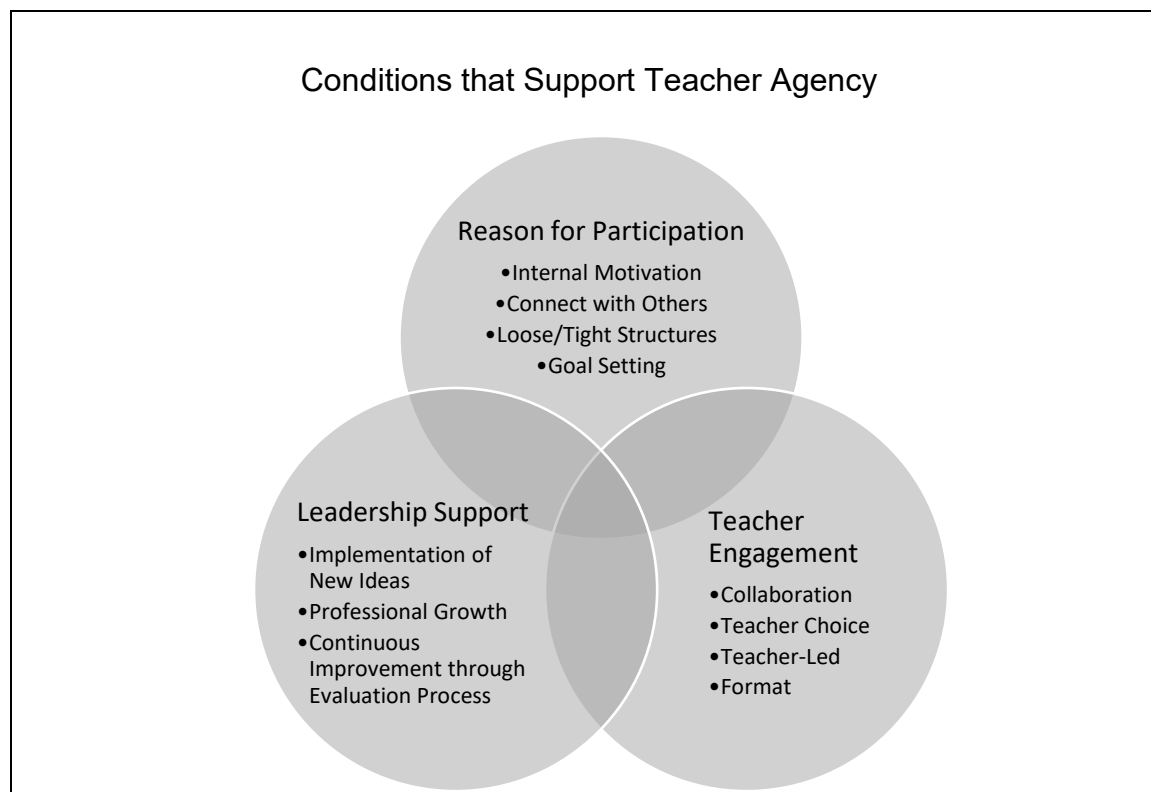 Conditions that Support Teacher Agency
Reason for Participation
•Internal Motivation
•Connect with Others
•Loose/Tight Structures
•Goal Setting
Leadership Support
•Implementation of
New Ideas
•Professional Growth
•Continuous
Improvement through
Evaluation Process
Teacher
Engagement
•Collaboration
•Teacher Choice
•Teacher-Led
•Format